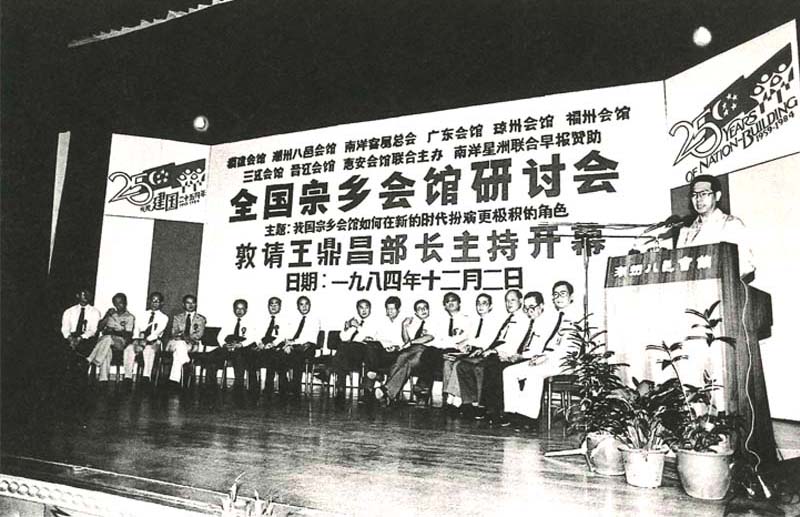 福建会馆 潮州八邑会馆 南洋客属总会 广东会馆 琼州会馆 福州会馆
三江会馆 晋江会馆 惠安会馆联合主办 南洋星洲联合早报赞助
全国宗乡会馆研讨会
主题:我国宗乡会馆如何在新的时代扮演更积极的角色
敦请王鼎昌部长主持开幕
日期:一九八四年十二月二日
25
建国
25 YEARS
OF NATION-BUILDING
1959-1984
潮州八邑會館